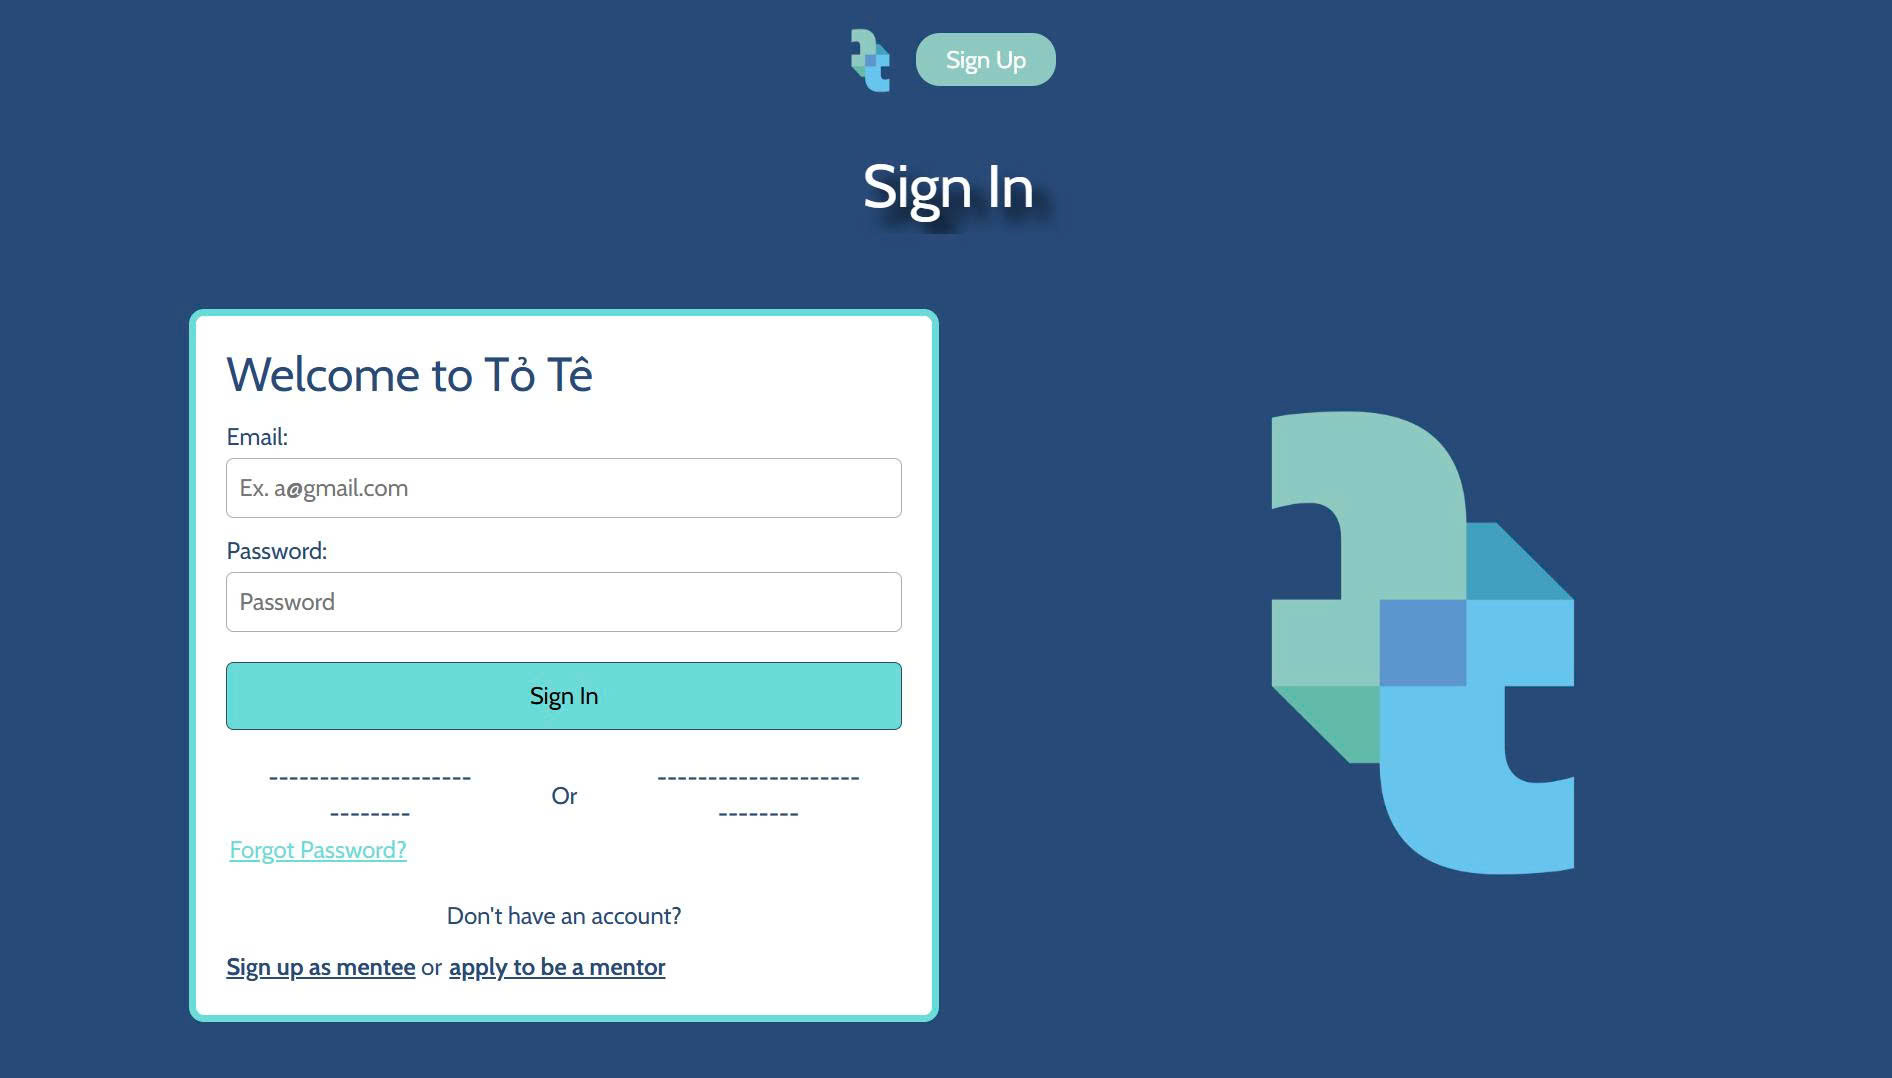 Sign Up
Sign In
Welcome to Tỏ Tê
Email:
Ex. a@gmail.com
Password:
Password
Sign In
--------------------
--------
Or
--------------------
--------
Forgot Password?
Don't have an account?
Sign up as mentee or apply to be a mentor